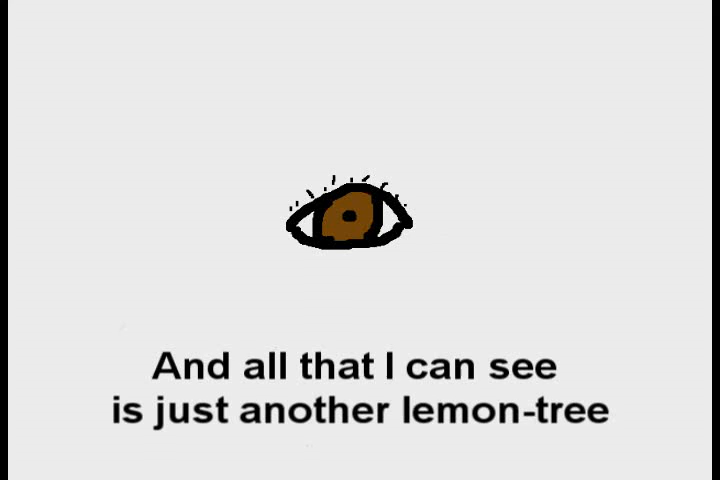 And all that I can see
is just another lemon-tree